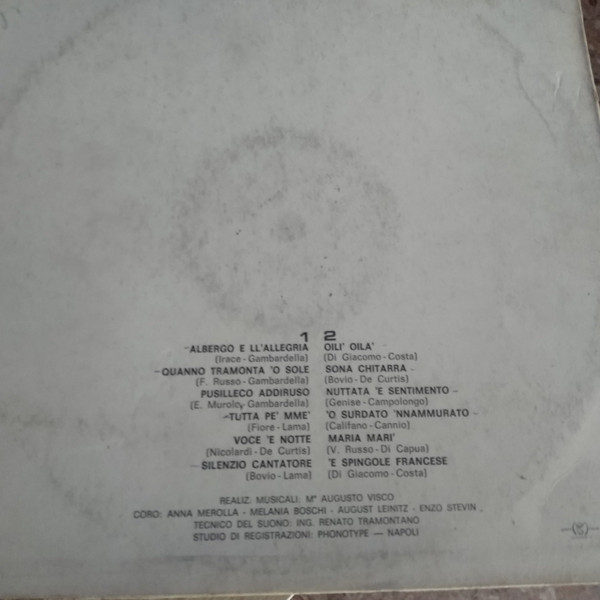 1
ALBERGO E LL'ALLEGRIA
(Irace - Gambardella)
QUANNO TRAMONTA 'O SOLE
(F. Russo - Gambardella)
PUSILLECO ADDIRUSO
(E. Murolo - Gambardella)
TUTTA PE' MME'
(Fiore - Lama)
VOCE 'E NOTTE
(Nicolardi - De Curtis)
SILENZIO CANTATORE
(Bovio - Lama)
2
OILI' OILA'
(Di Giacomo - Costa)
SONA CHITARRA
(Bovio - De Curtis)
NUTTATA 'E SENTIMENTO
(Genise - Campolongo)
'O SURDATO 'NNAMMURATO
(Califano - Cannio)
MARIA MARI'
(V. Russo - Di Capua)
'E SPINGOLE FRANCESE
(Di Giacomo - Costa)
REALIZ. MUSICALI: Mº AUGUSTO VISCO
CORO: ANNA MEROLLA - MELANIA BOSCHI - AUGUST LEINITZ - ENZO STEVIN
TECNICO DEL SUONO: ING. RENATO TRAMONTANO
STUDIO DI REGISTRAZIONI: PHONOTYPE — NAPOLI